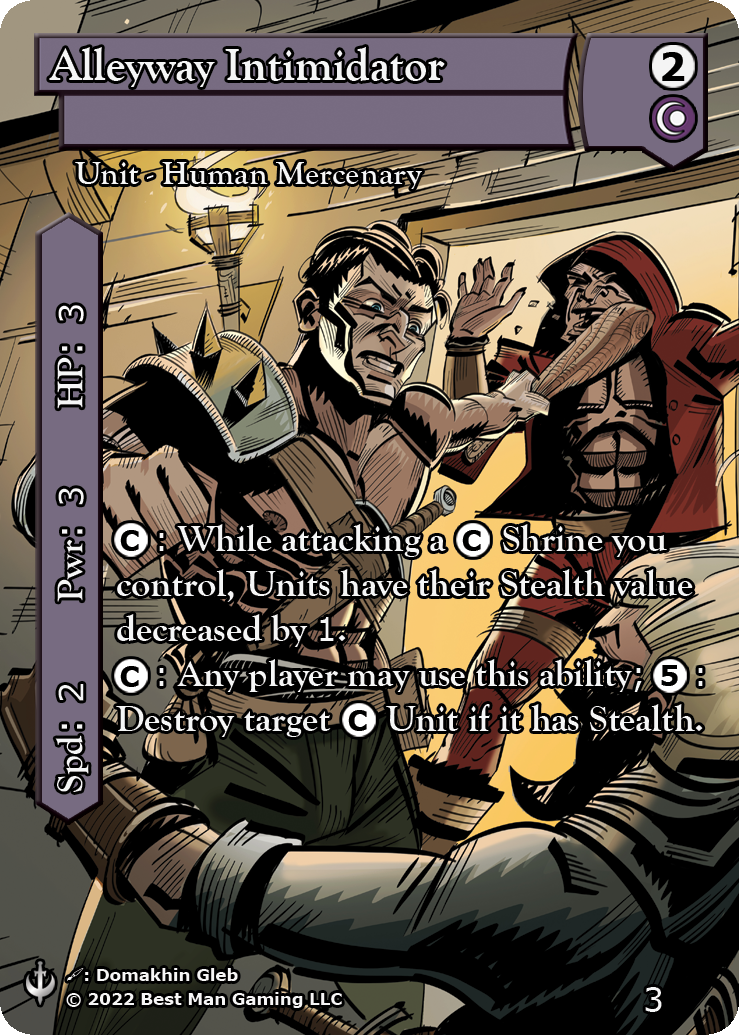 Alleyway Intimidator
2
Unit - Human Mercenary
HP: 3
Pwr: 3
Spd: 2
C : While attacking a C Shrine you
control, Units have their Stealth value
decreased by 1.
C : Any player may use this ability; 5 :
Destroy target C Unit if it has Stealth.
: Domakhin Gleb
© 2022 Best Man Gaming LLC
3